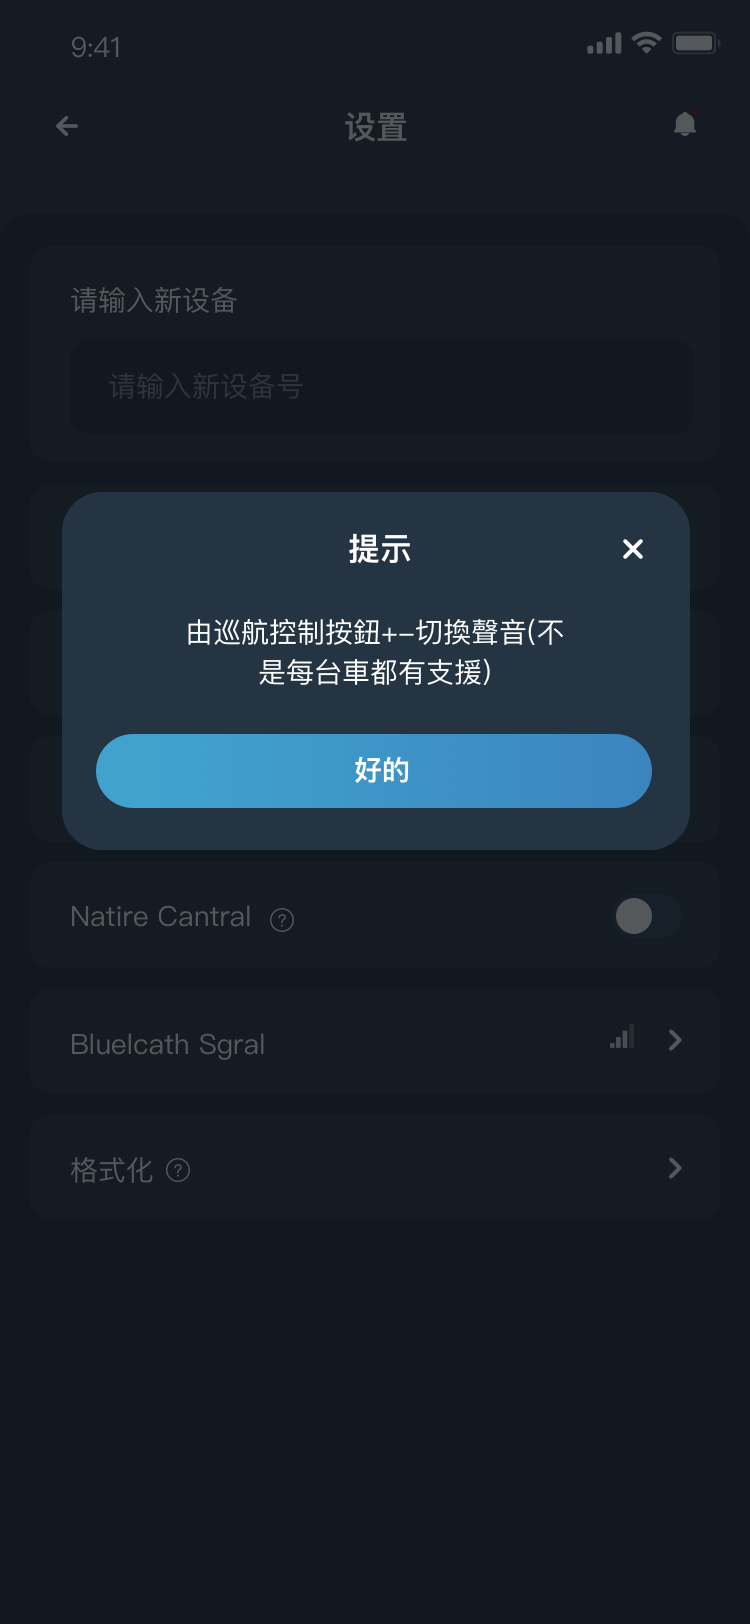 9:41
设置
请输入新设备
请输入新设备号
提示
由巡航控制按鈕+–切換聲音(不
是每台車都有支援)
好的
Natire Cantral ?
Bluelcath Sgral
格式化 ?